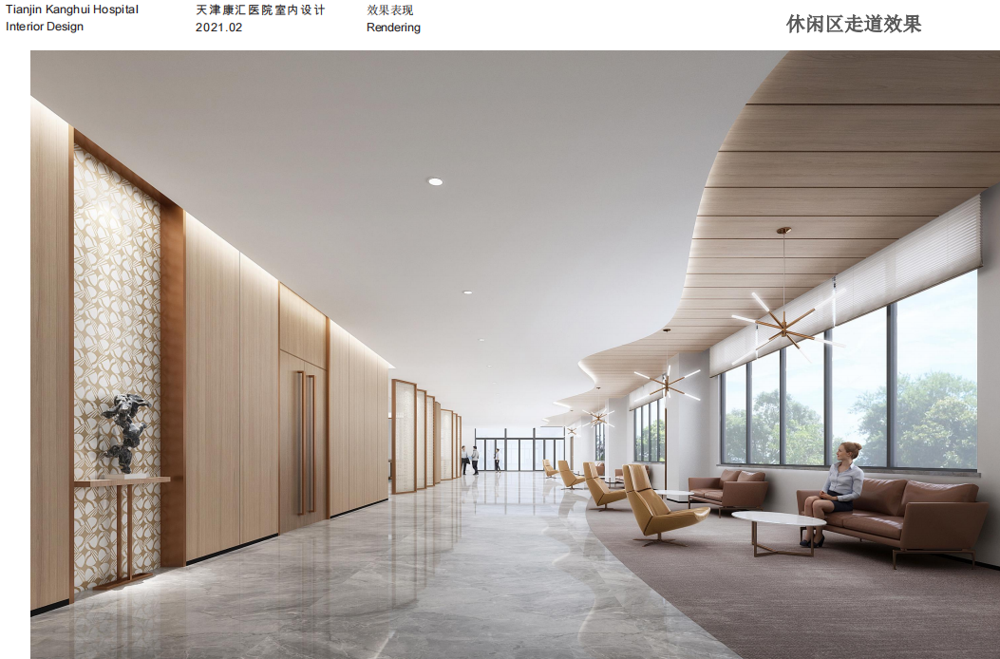 Tianjin Kanghui Hospital
Interior Design
天津康汇医院室内设计
2021.02
效果表现
Rendering
休闲区走道效果